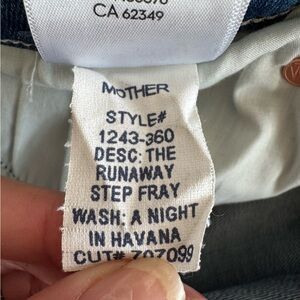 CA 62349
MOTHER
STYLE#
1243-360
DESC: THE
RUNAWAY
STEP FRAY
WASH: A NIGHT
IN HAVANA
CUT# 707099